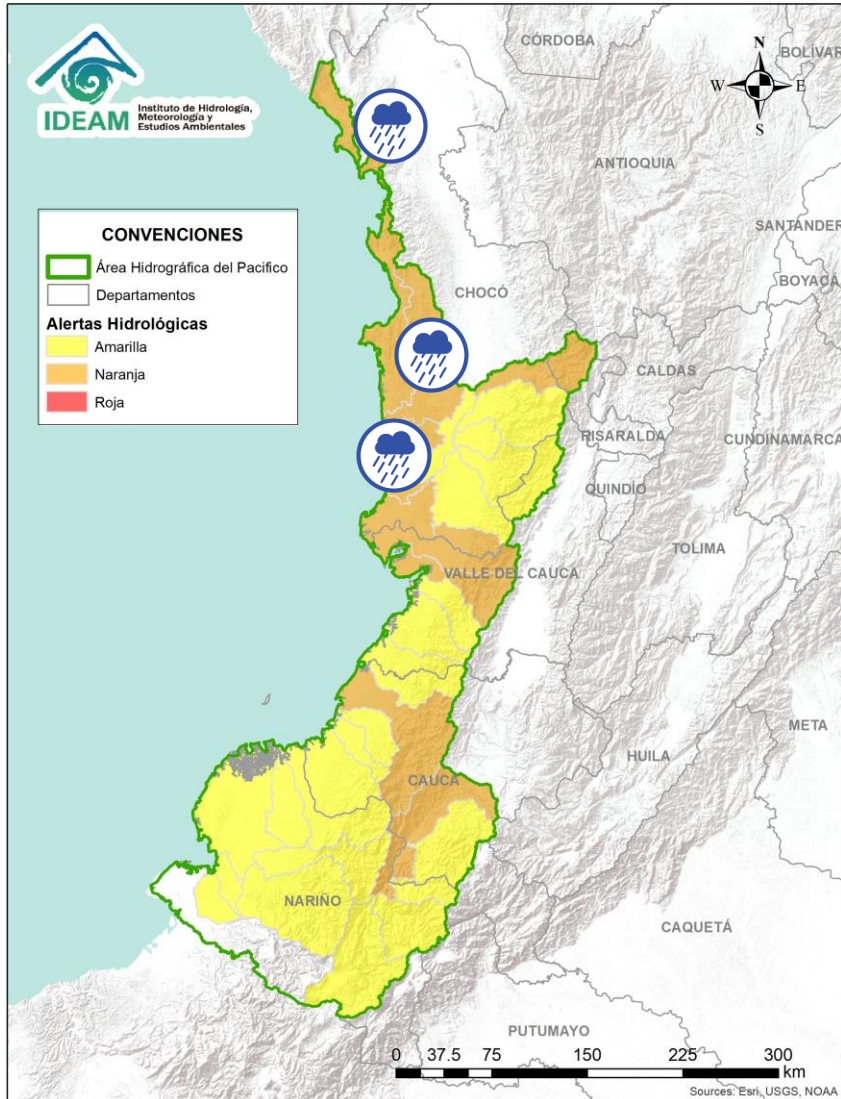 IDEAM
Instituto de Hidrología,
Meteorología y
Estudios Ambientales
CÓRDOBA
BOLÍVAR
N
W
E
S
ANTIOQUIA
SANTANDER
BOYACÁ
CONVENCIONES
Área Hidrográfica del Pacifico
Departamentos
Alertas Hidrológicas
Amarilla
Naranja
Roja
CHOCÓ
CALDAS
RISARALDA
CUNDINAMARCA
QUINDÍO
TOLIMA
VALLE DEL CAUCA
META
HUILA
CAUCA
NARIÑO
CAQUETÁ
PUTUMAYO
0 37.5 75 150 225 300
km
Sources: Esri, USGS, NOAA